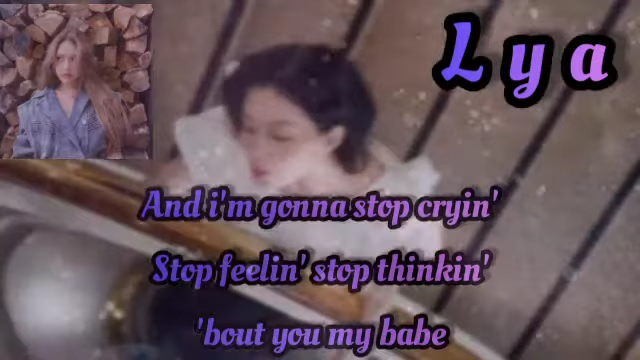 Lya
And i'm gonna stop cryin'
Stop feelin' stop thinkin'
'bout you my babe